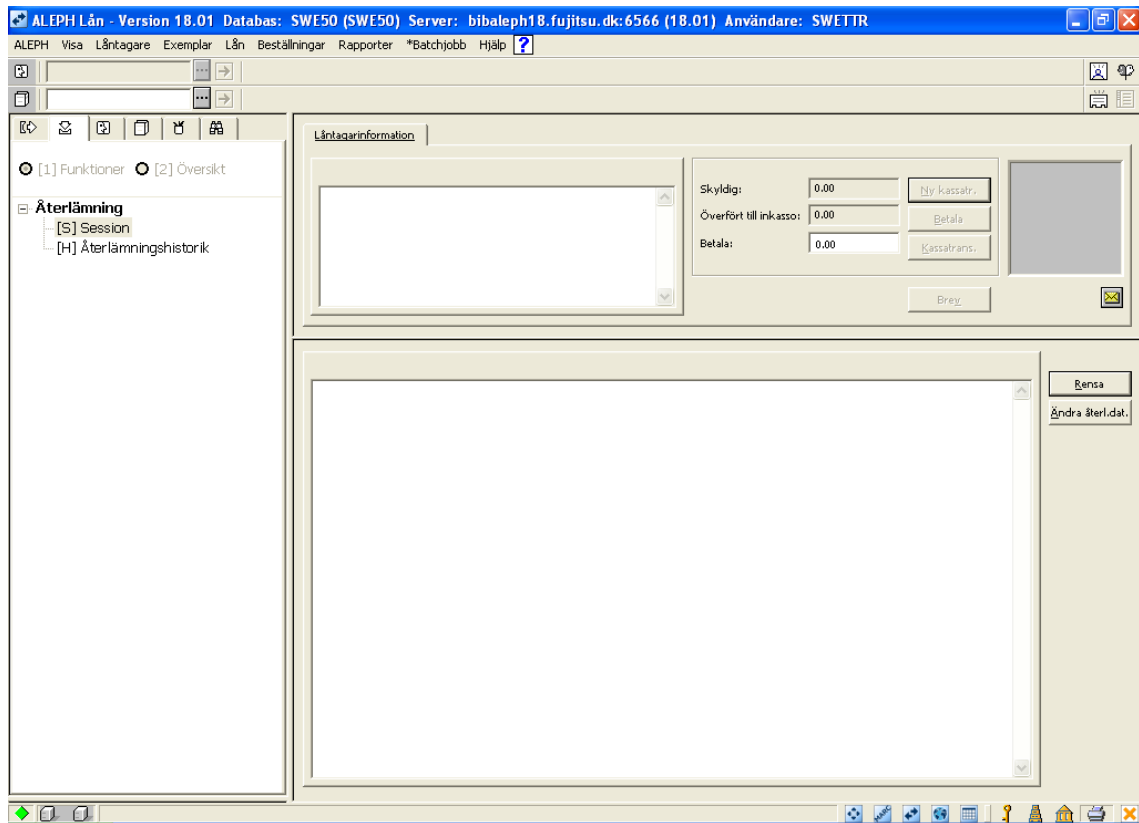 ALEPH Lån - Version 18.01 Databas: SWE50 (SWE50) Server: bibaleph18.fujitsu.dk:6566 (18.01) Användare: SWETTR
ALEPH Visa Låntagare Exemplar Lån Beställningar Rapporter *Batchjobb Hjälp ?
[1] Funktioner [2] Översikt
Återlämning
[S] Session
[H] Återlämningshistorik
Låntagarinformation
Skyldig: 0.00 Ny kassatr.
Överfört till inkasso: 0.00 Betala
Betala: 0.00 Kassatrans.
Brev
Rensa
Ändra återl.dat.